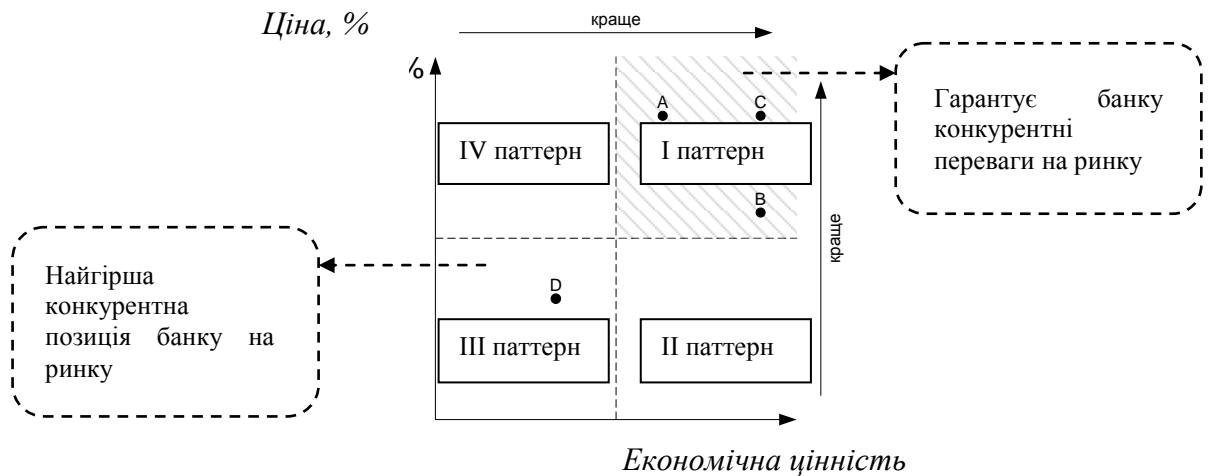 Ціна, %
краще
%
A
C
Гарантує банку
конкурентні
переваги на ринку
IV паттерн
I паттерн
B
краще
Найгірша
конкурентна
позиція банку на
ринку
D
III паттерн
II паттерн
Економічна цінність